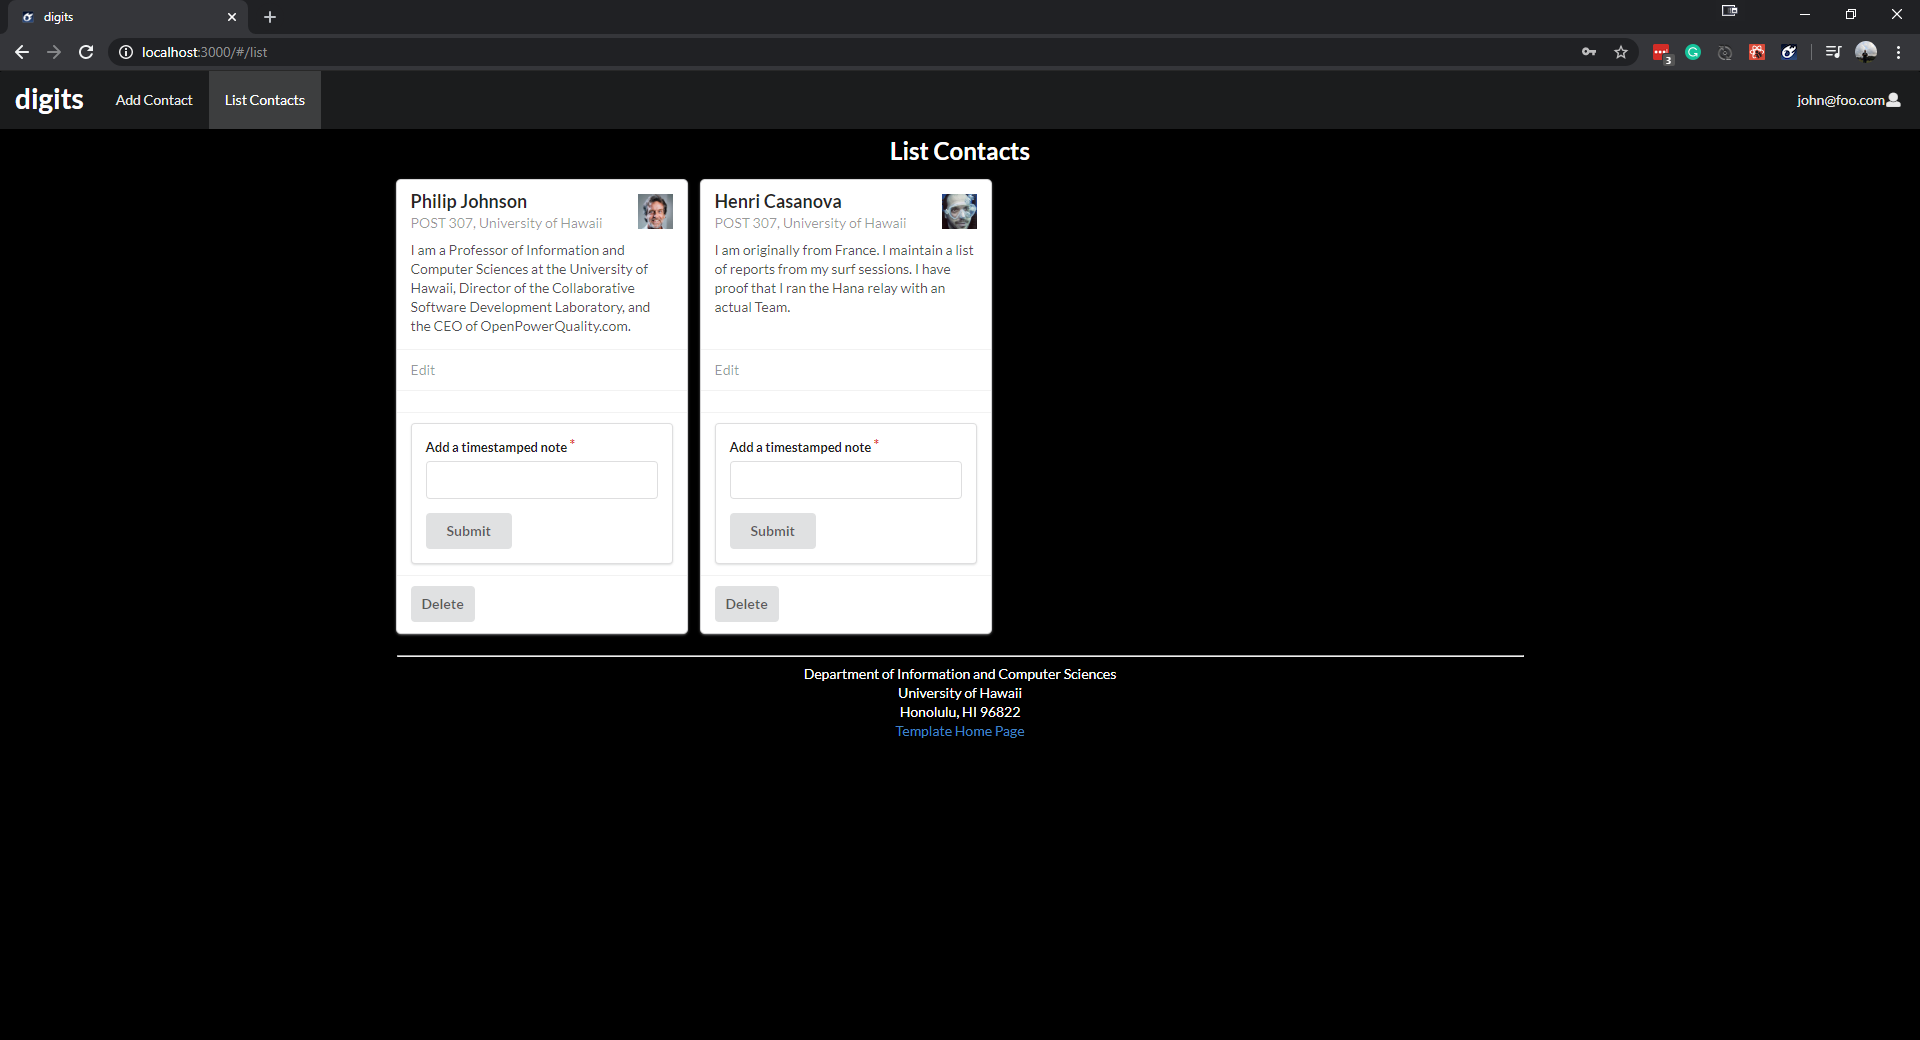 digits
localhost:3000/#/list
3
digits
Add Contact
List Contacts
john@foo.com
List Contacts
Philip Johnson
POST 307, University of Hawaii
I am a Professor of Information and
Computer Sciences at the University of
Hawaii, Director of the Collaborative
Software Development Laboratory, and
the CEO of OpenPowerQuality.com.
Edit
Add a timestamped note *
Submit
Delete
Henri Casanova
POST 307, University of Hawaii
I am originally from France. I maintain a list
of reports from my surf sessions. I have
proof that I ran the Hana relay with an
actual Team.
Edit
Add a timestamped note *
Submit
Delete
Department of Information and Computer Sciences
University of Hawaii
Honolulu, HI 96822
Template Home Page